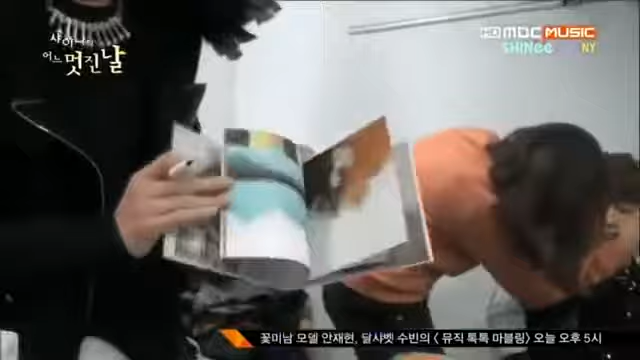 샤이니의
어느 멋진 날
HD MBC MUSIC
SHINee NY
꽃미남 모델 안재현, 달샤벳 수빈의 〈 뮤직 톡톡 마블링〉 오늘 오후 5시